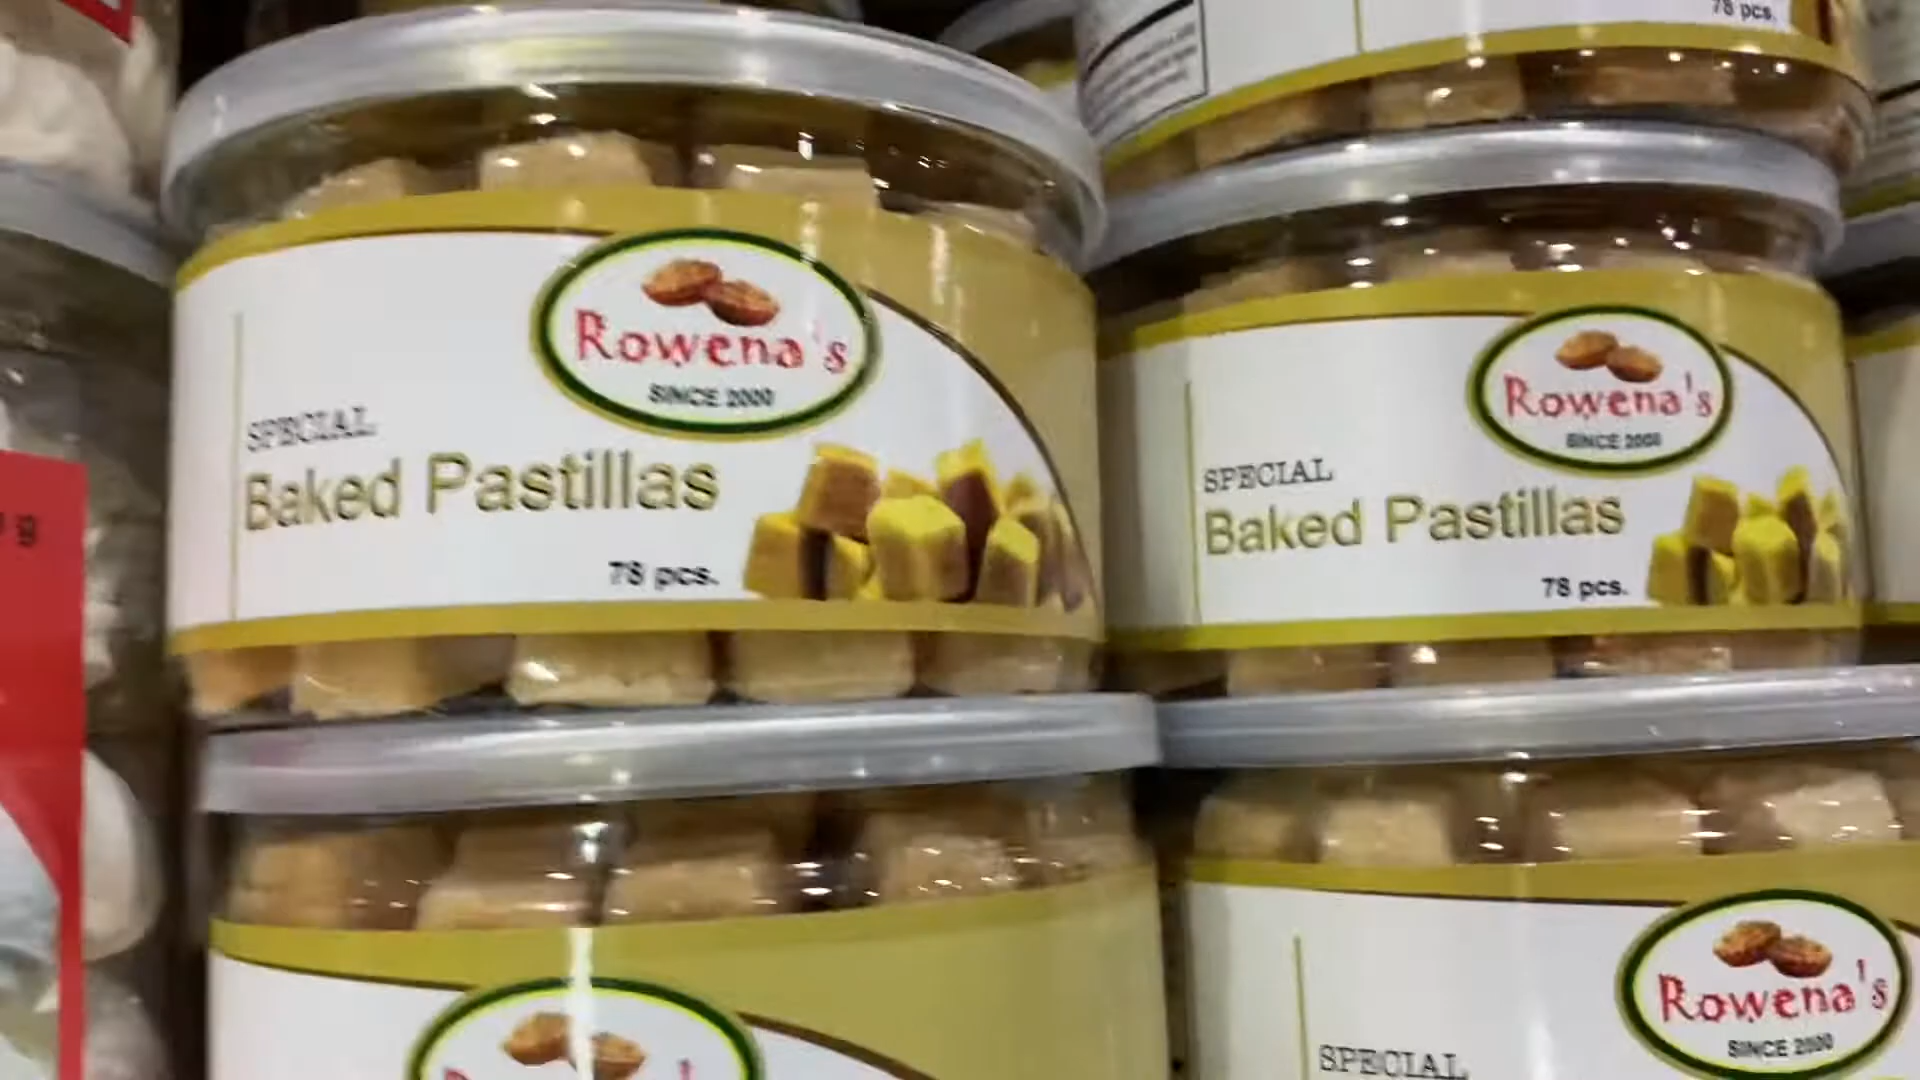 78 pcs.
Rowena's
SINCE 2000
SPECIAL
Baked Pastillas
78 pcs.
Rowena's
SINCE 2000
SPECIAL
Baked Pastillas
78 pcs.
g
Rowena's
SINCE 2000
SPECIAL